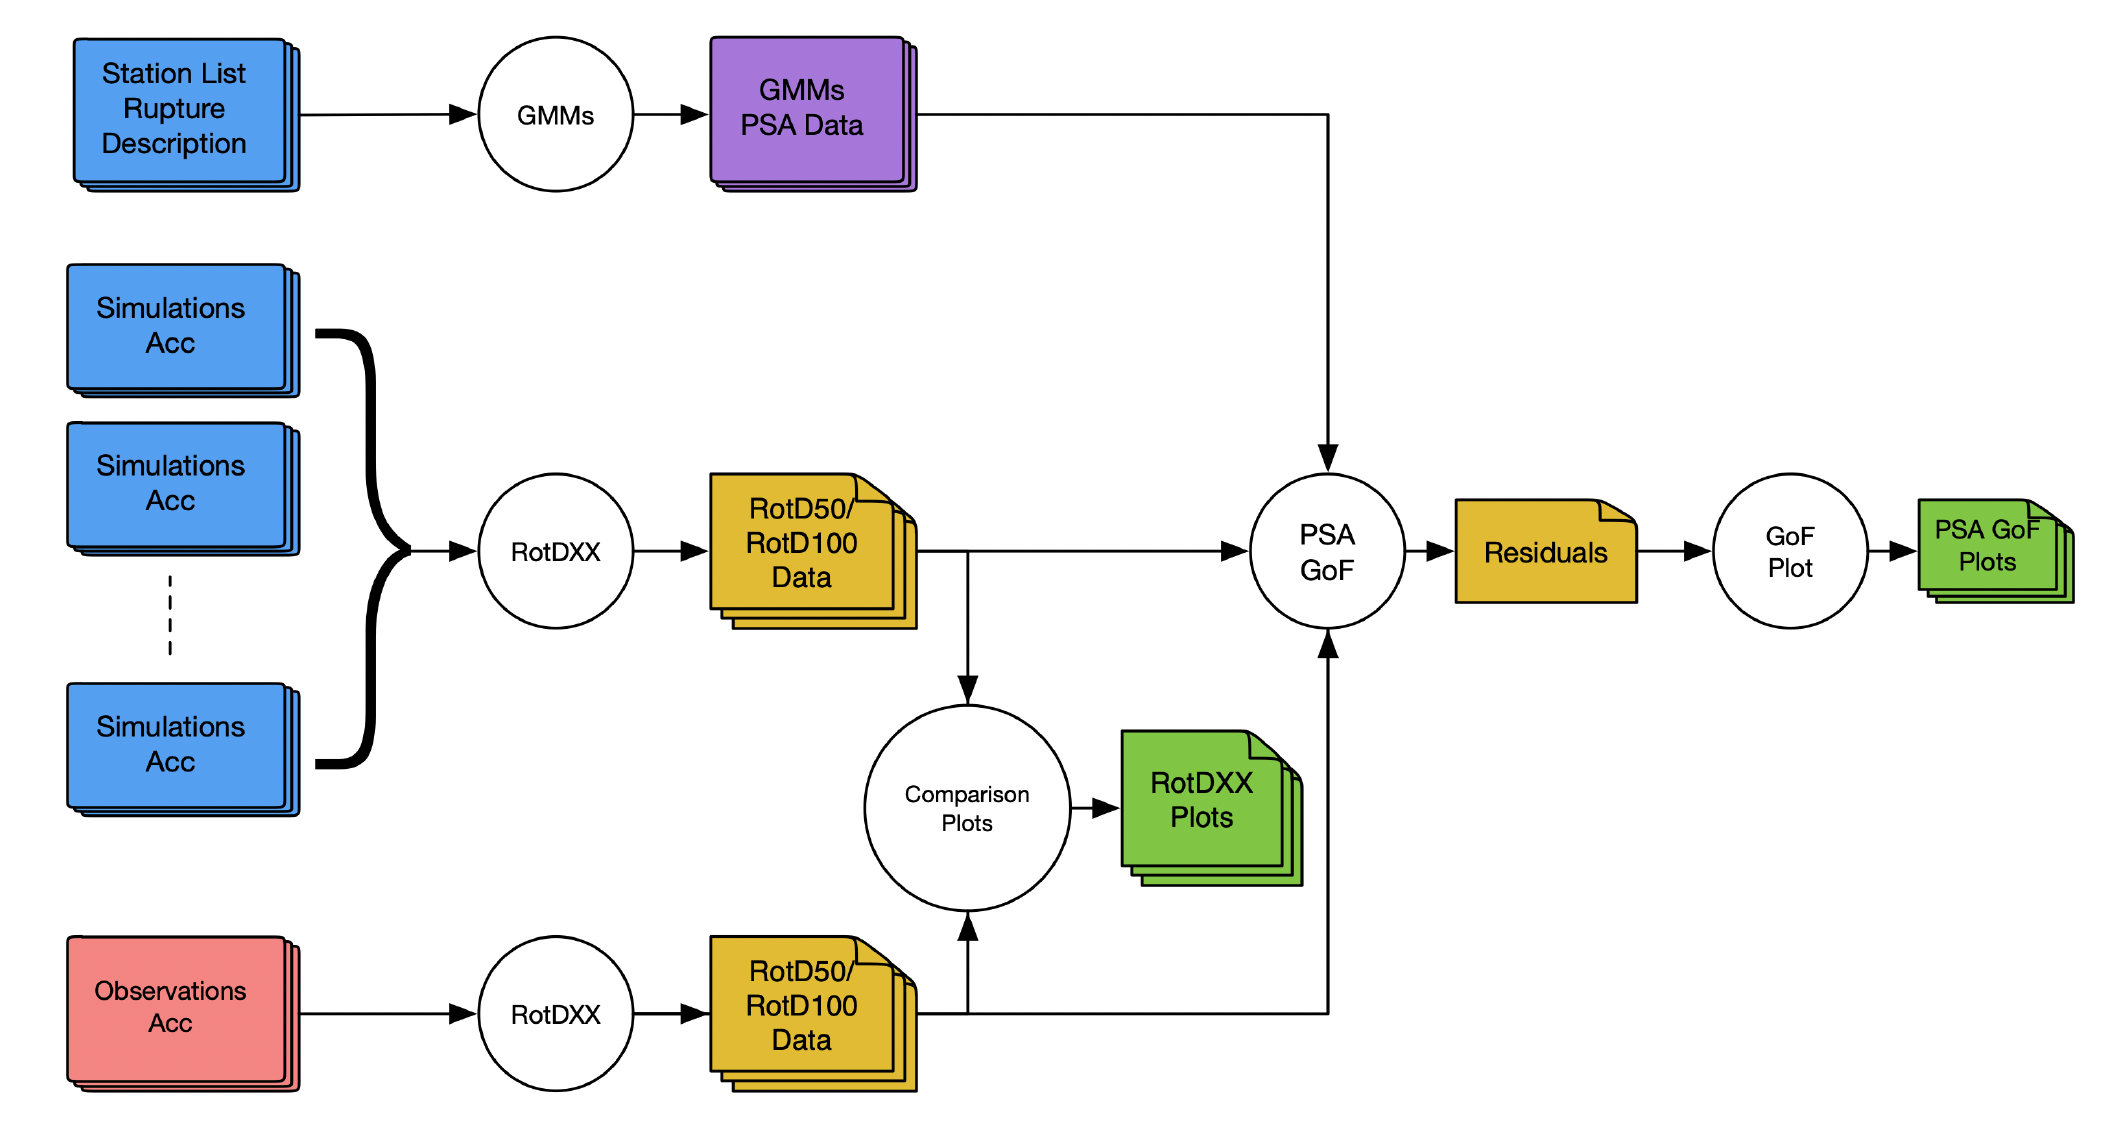 Station List
Rupture
Description
GMMs
GMMs
PSA Data
Simulations
Acc
Simulations
Acc
Simulations
Acc
RotDXX
RotD50/
RotD100
Data
PSA
GoF
Residuals
GoF
Plot
PSA GoF
Plots
Comparison
Plots
RotDXX
Plots
Observations
Acc
RotDXX
RotD50/
RotD100
Data